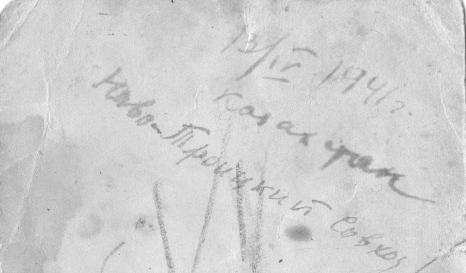 13/IV 1941 г.
Казахстан
Ново-Троицкий Совхоз